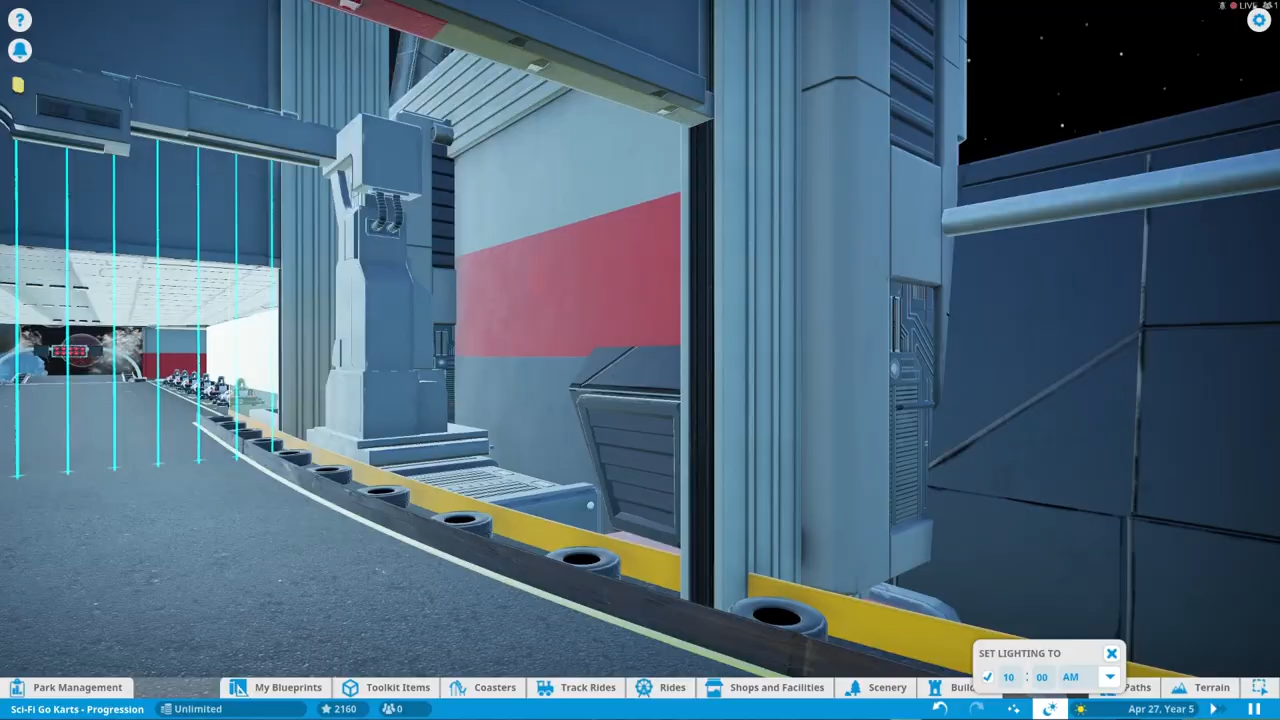 ?
LIVE 1
SET LIGHTING TO
10 : 00 AM
Park Management
My Blueprints
Toolkit Items
Coasters
Track Rides
Rides
Shops and Facilities
Scenery
Paths
Terrain
Sci-Fi Go Karts - Progression
Unlimited
2160
0
Apr 27, Year 5